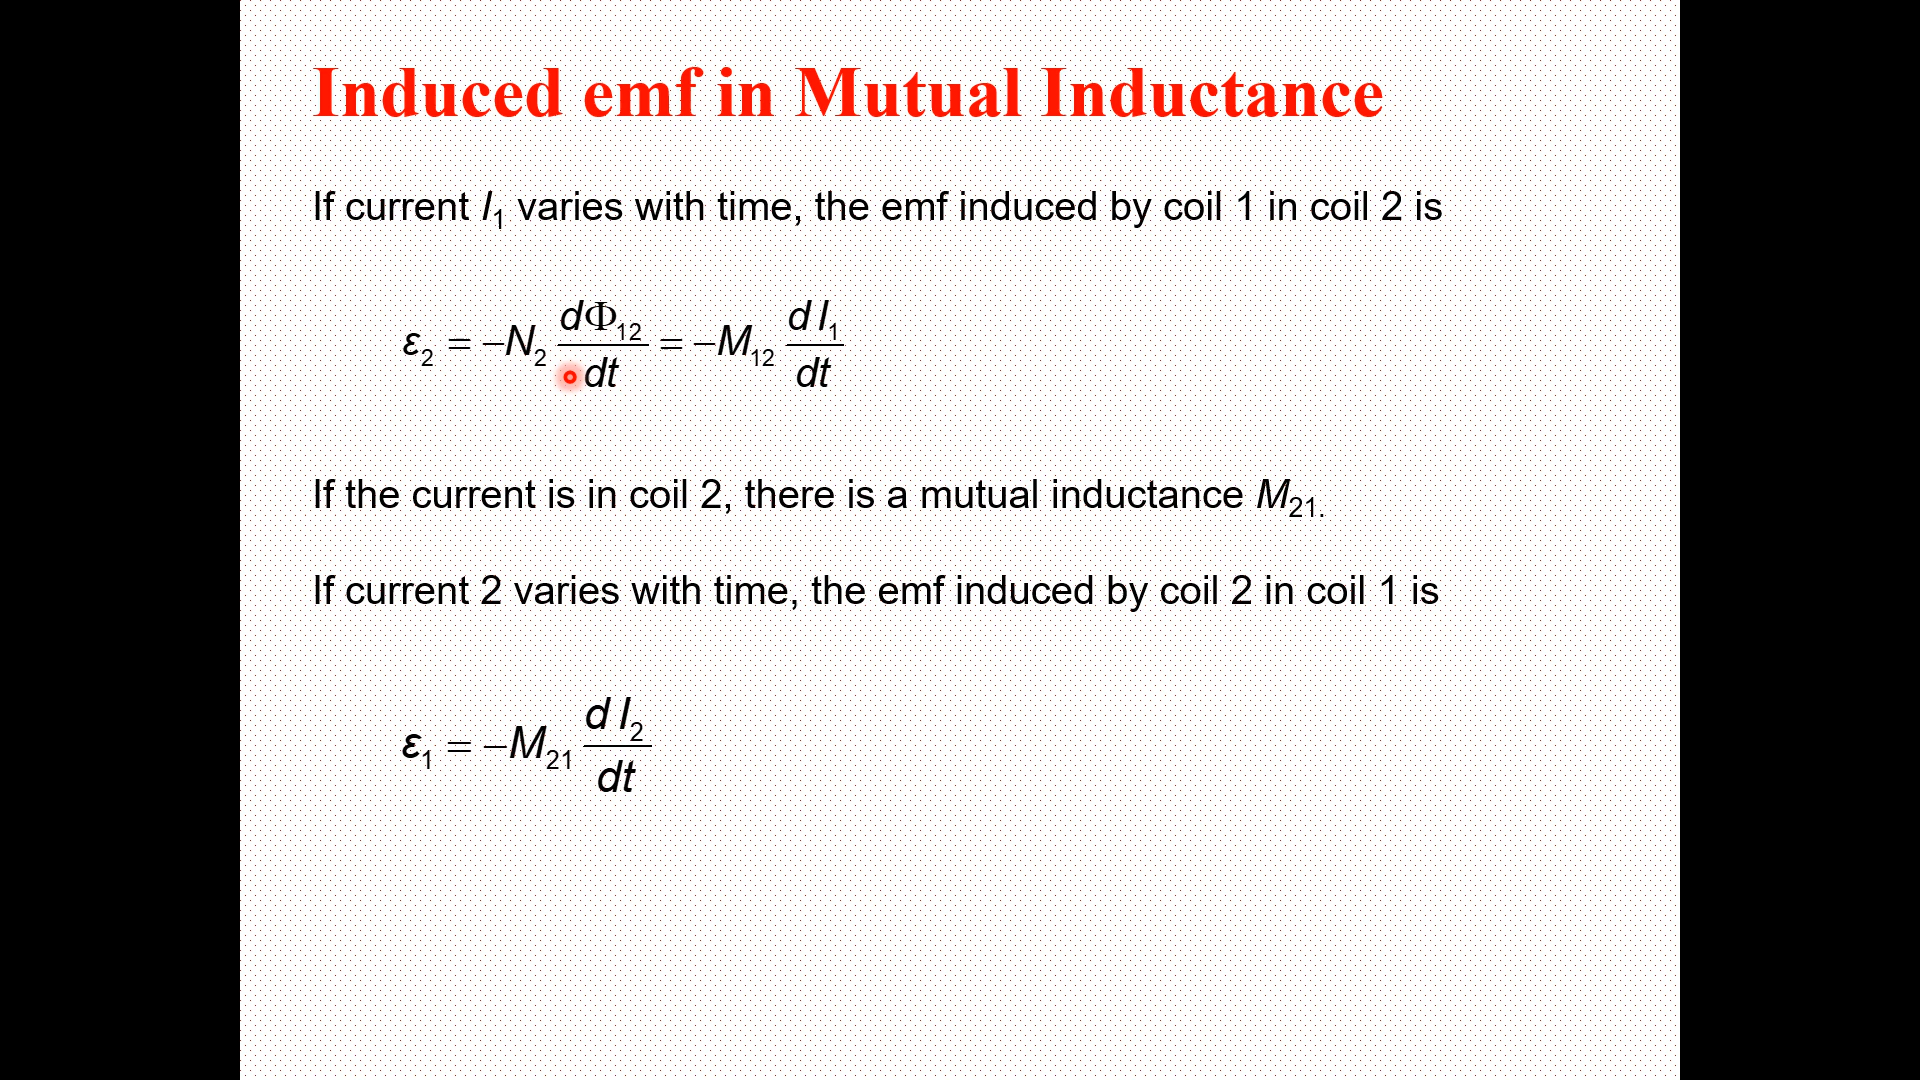 Induced emf in Mutual Inductance
If current I₁ varies with time, the emf induced by coil 1 in coil 2 is
ε₂ = −N₂ dΦ₁₂/dt = −M₁₂ d I₁/dt
If the current is in coil 2, there is a mutual inductance M₂₁.
If current 2 varies with time, the emf induced by coil 2 in coil 1 is
ε₁ = −M₂₁ d I₂/dt